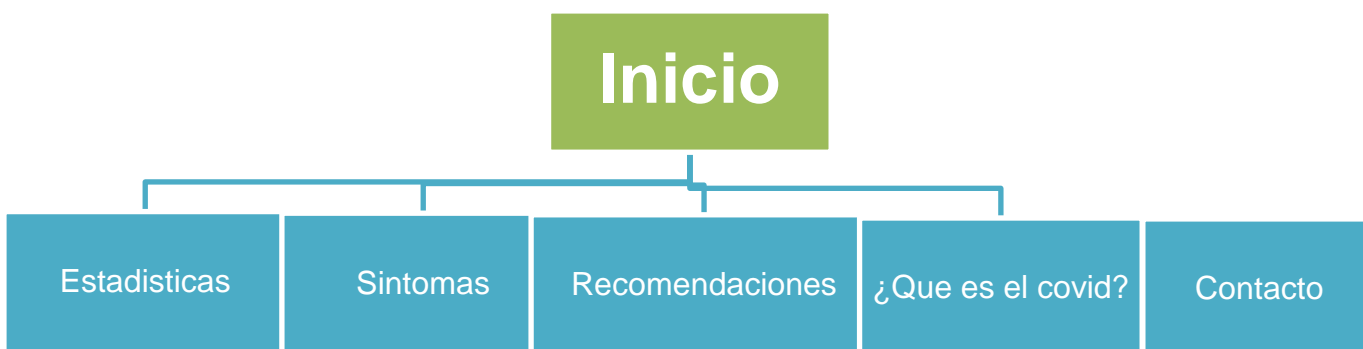 Inicio
Estadisticas
Sintomas
Recomendaciones
¿Que es el covid?
Contacto